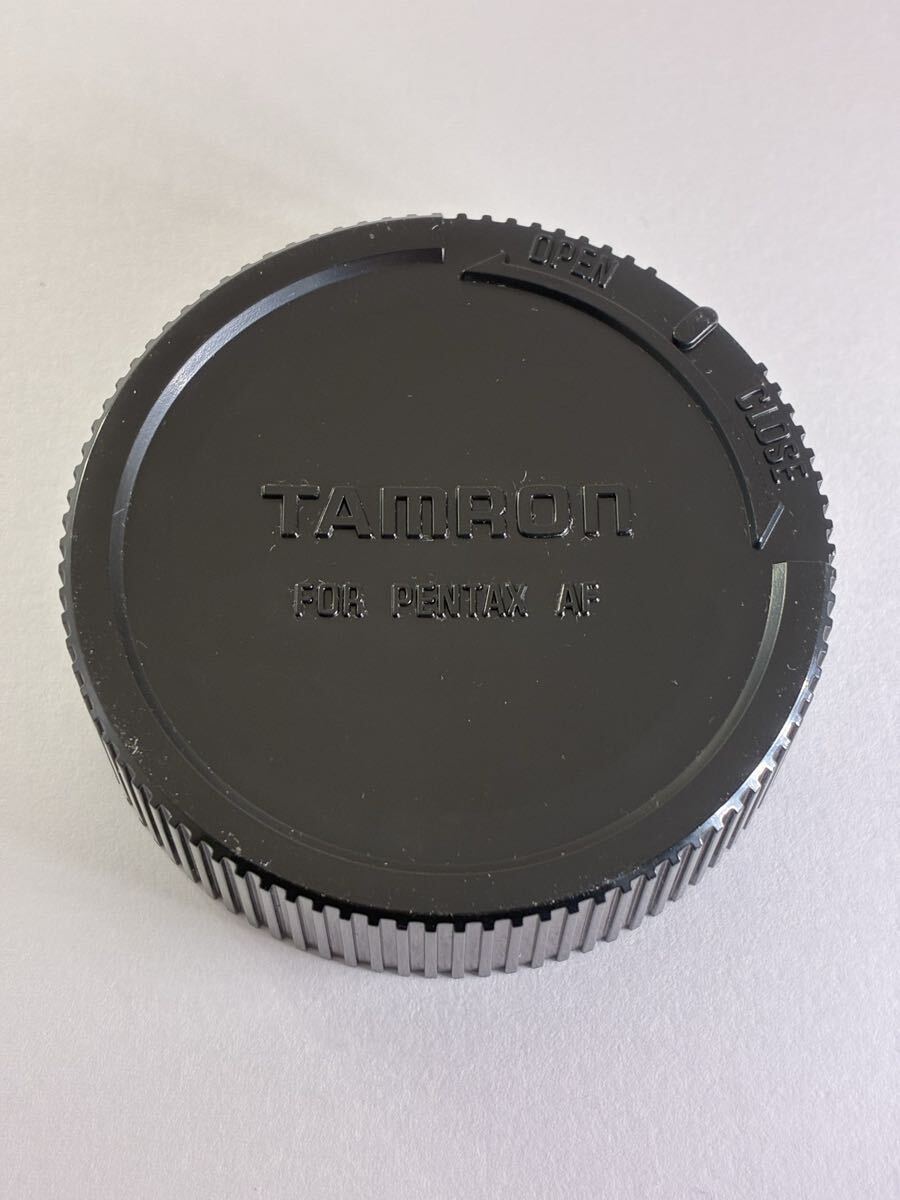 OPEN
CLOSE
TAMRON
FOR PENTAX AF